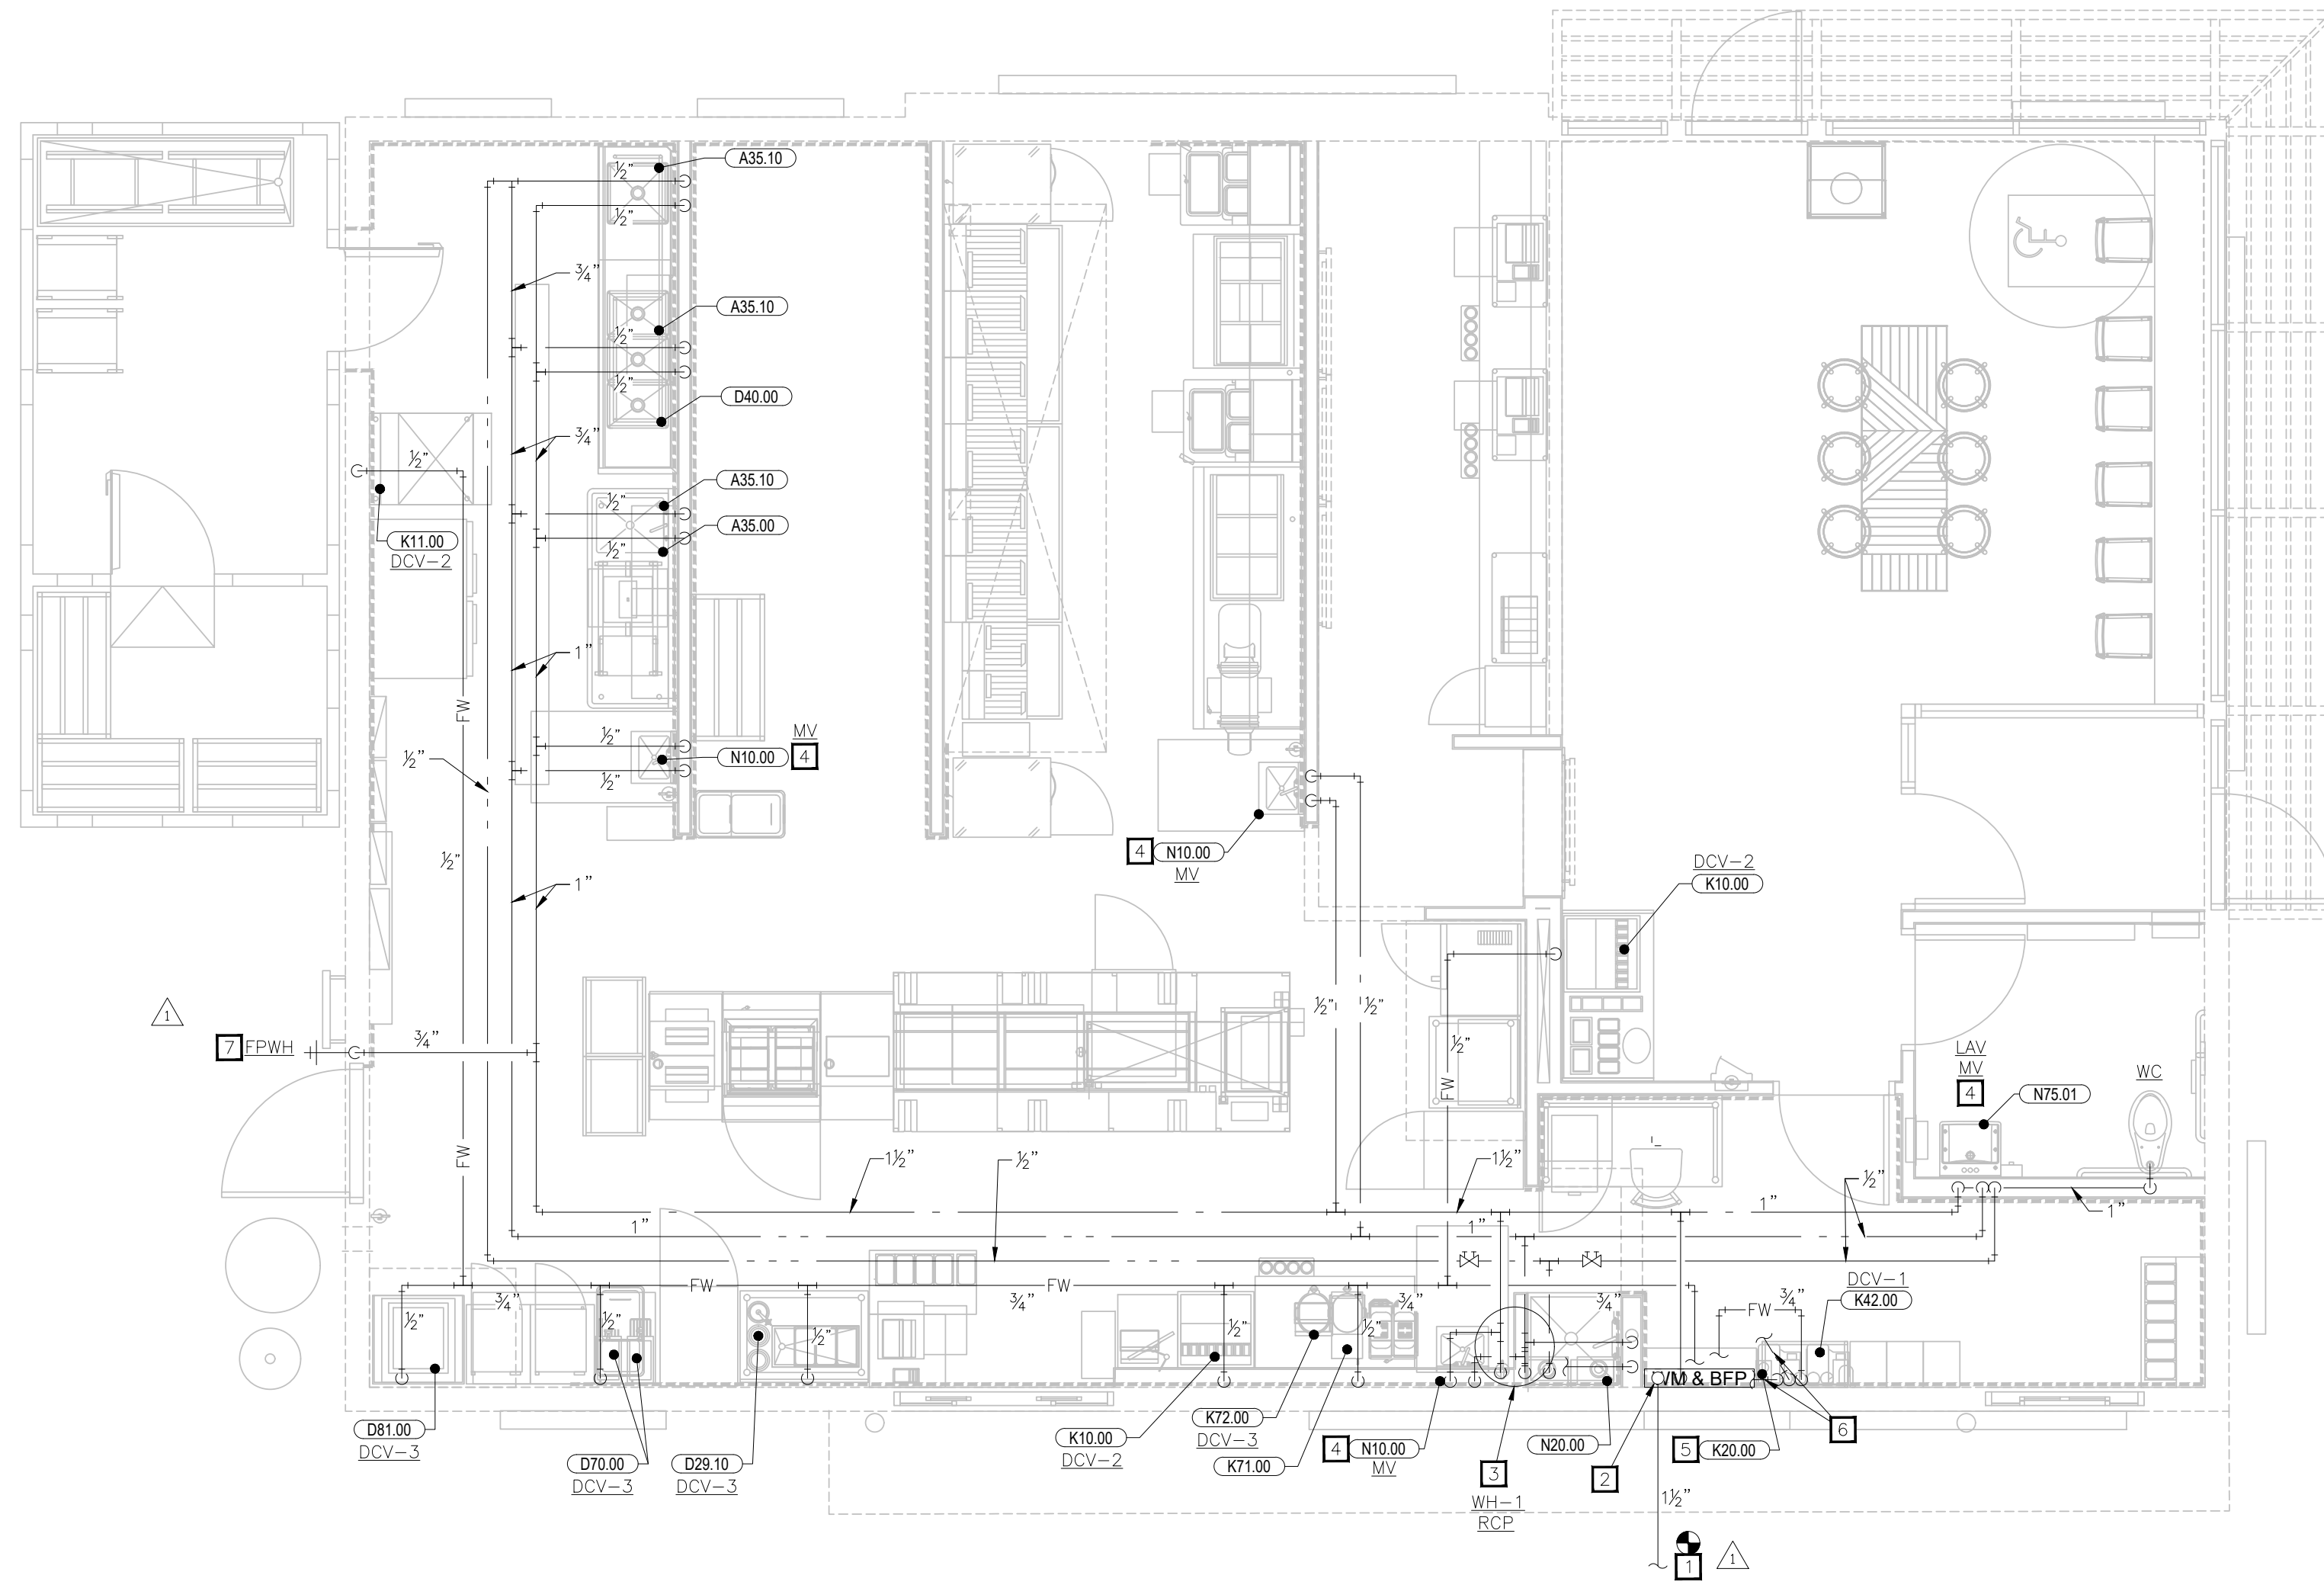 ½"
A35.10
½"
¾"
A35.10
½"
½"
D40.00
¾"
½"
A35.10
½"
K11.00
DCV-2
A35.00
½"
1"
FW
MV
½"
N10.00
4
½"
½"
½"
4
N10.00
MV
DCV-2
K10.00
1"
½"
½"
1
7
FPWH
¾"
½"
FW
LAV
MV
4
WC
N75.01
FW
1½"
½"
1½"
½"
1"
1"
1"
1"
FW
FW
DCV-1
K42.00
¾"
¾"
¾"
¾"
¾"
FW
½"
½"
½"
½"
½"
WM & BFP
D81.00
DCV-3
D70.00
DCV-3
D29.10
DCV-3
K10.00
DCV-2
K72.00
DCV-3
K71.00
4
N10.00
MV
3
WH-1
RCP
N20.00
2
5
K20.00
6
1½"
1
1